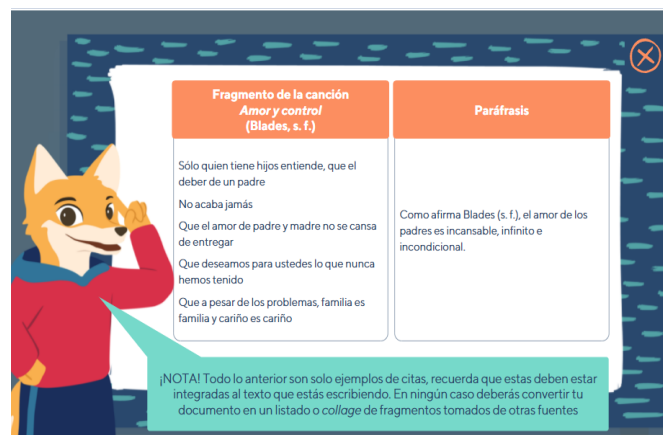 Fragmento de la canción
Amor y control
(Blades, s. f.)
Paráfrasis
Sólo quien tiene hijos entiende, que el
deber de un padre
No acaba jamás
Que el amor de padre y madre no se cansa
de entregar
Que deseamos para ustedes lo que nunca
hemos tenido
Que a pesar de los problemas, familia es
familia y cariño es cariño
Como afirma Blades (s. f.), el amor de los
padres es incansable, infinito e
incondicional.
¡NOTA! Todo lo anterior son solo ejemplos de citas, recuerda que estas deben estar
integradas al texto que estás escribiendo. En ningún caso deberás convertir tu
documento en un listado o collage de fragmentos tomados de otras fuentes